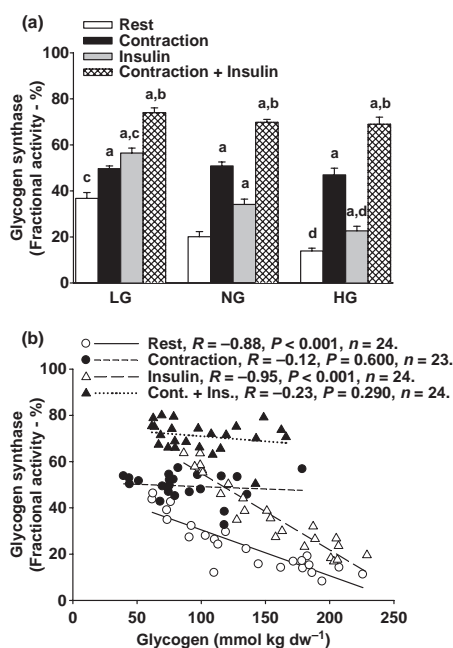 (a)
Rest
Contraction
Insulin
Contraction + Insulin
Glycogen synthase
(Fractional activity - %)
100
80
60
40
20
0
c
a
a,c
a,b
a
a
a,b
d
a
a,d
a,b
LG
NG
HG
(b)
Rest, R = –0.88, P < 0.001, n = 24.
Contraction, R = –0.12, P = 0.600, n = 23.
Insulin, R = –0.95, P < 0.001, n = 24.
Cont. + Ins., R = –0.23, P = 0.290, n = 24.
Glycogen synthase
(Fractional activity - %)
100
80
60
40
20
0
0 50 100 150 200 250
Glycogen (mmol kg dw⁻¹)